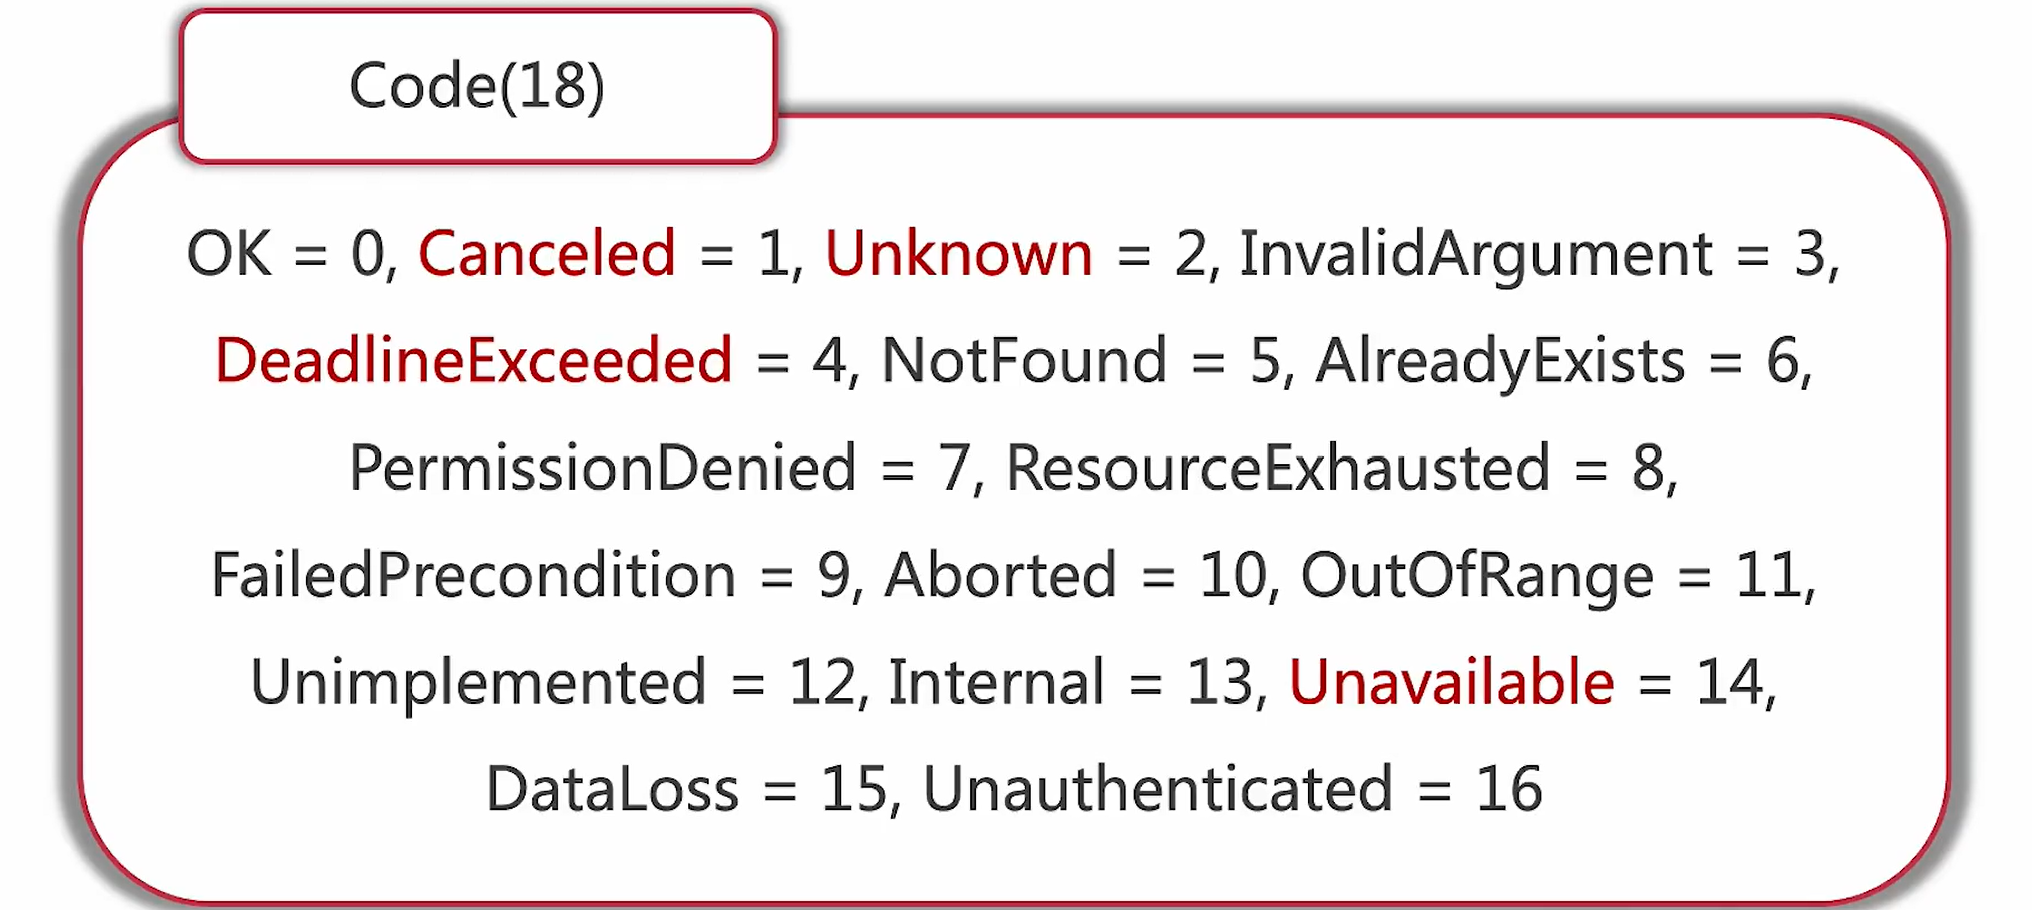 Code(18)
OK = 0, Canceled = 1, Unknown = 2, InvalidArgument = 3,
DeadlineExceeded = 4, NotFound = 5, AlreadyExists = 6,
PermissionDenied = 7, ResourceExhausted = 8,
FailedPrecondition = 9, Aborted = 10, OutOfRange = 11,
Unimplemented = 12, Internal = 13, Unavailable = 14,
DataLoss = 15, Unauthenticated = 16